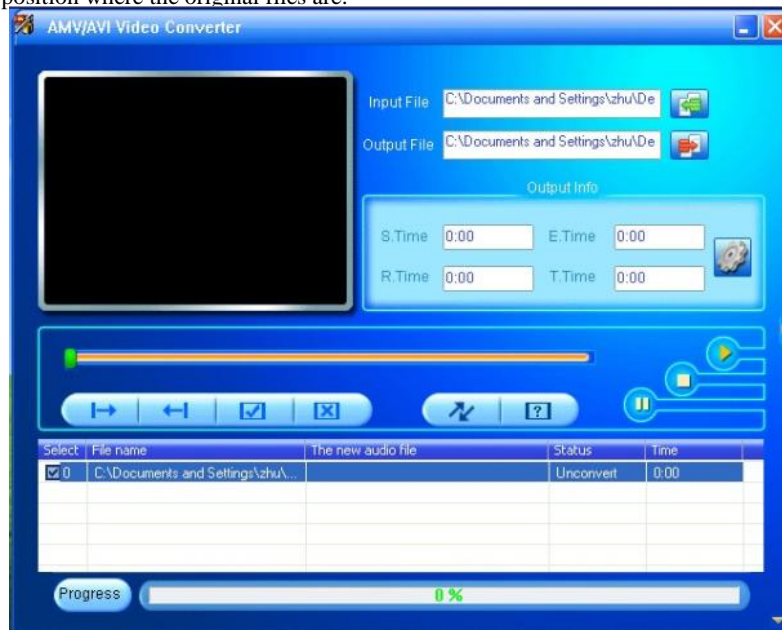 position where the original files are.
AMV/AVI Video Converter
Input File C:\Documents and Settings\zhu\De
Output File C:\Documents and Settings\zhu\De
Output Info
S.Time 0:00 E.Time 0:00
R.Time 0:00 T.Time 0:00
Select File name The new audio file Status Time
0 C:\Documents and Settings\zhu\... Unconvert 0:00
Progress 0 %